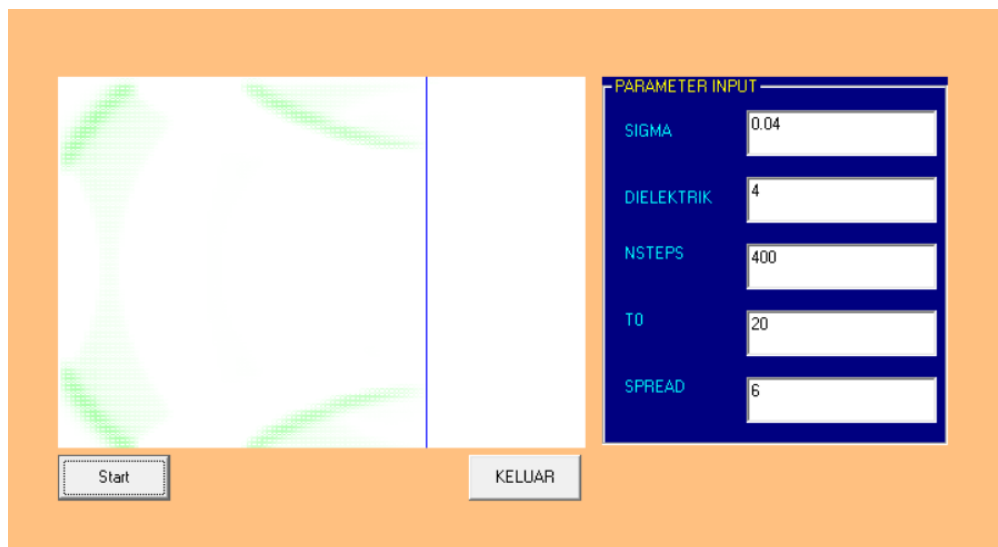 PARAMETER INPUT
SIGMA
0.04
DIELEKTRIK
4
NSTEPS
400
T0
20
SPREAD
6
Start
KELUAR